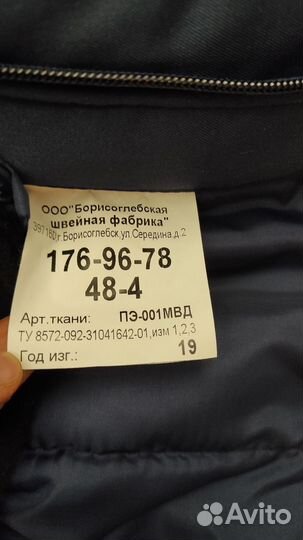 ООО"Борисоглебская
швейная фабрика"
397160,г.Борисоглебск,ул.Середина,д.2
176-96-78
48-4
Арт.ткани: ПЭ-001МВД
ТУ 8572-092-31041642-01,изм 1,2,3
Год изг.: 19
Avito